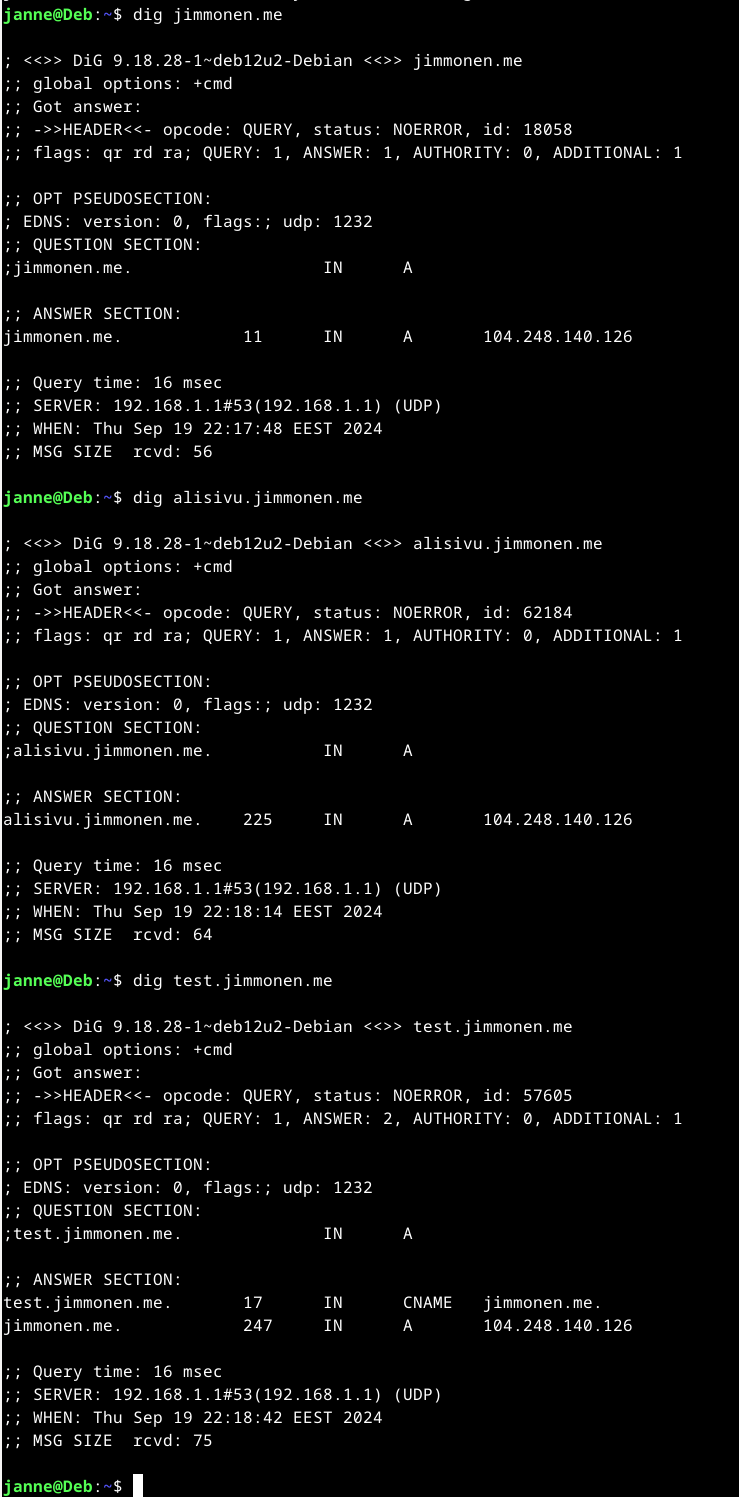 janne@Deb:~$ dig jimmonen.me
; <<>> DiG 9.18.28-1~deb12u2-Debian <<>> jimmonen.me
;; global options: +cmd
;; Got answer:
;; ->>HEADER<<- opcode: QUERY, status: NOERROR, id: 18058
;; flags: qr rd ra; QUERY: 1, ANSWER: 1, AUTHORITY: 0, ADDITIONAL: 1
;; OPT PSEUDOSECTION:
; EDNS: version: 0, flags:; udp: 1232
;; QUESTION SECTION:
;jimmonen.me. IN A
;; ANSWER SECTION:
jimmonen.me. 11 IN A 104.248.140.126
;; Query time: 16 msec
;; SERVER: 192.168.1.1#53(192.168.1.1) (UDP)
;; WHEN: Thu Sep 19 22:17:48 EEST 2024
;; MSG SIZE rcvd: 56
janne@Deb:~$ dig alisivu.jimmonen.me
; <<>> DiG 9.18.28-1~deb12u2-Debian <<>> alisivu.jimmonen.me
;; global options: +cmd
;; Got answer:
;; ->>HEADER<<- opcode: QUERY, status: NOERROR, id: 62184
;; flags: qr rd ra; QUERY: 1, ANSWER: 1, AUTHORITY: 0, ADDITIONAL: 1
;; OPT PSEUDOSECTION:
; EDNS: version: 0, flags:; udp: 1232
;; QUESTION SECTION:
;alisivu.jimmonen.me. IN A
;; ANSWER SECTION:
alisivu.jimmonen.me. 225 IN A 104.248.140.126
;; Query time: 16 msec
;; SERVER: 192.168.1.1#53(192.168.1.1) (UDP)
;; WHEN: Thu Sep 19 22:18:14 EEST 2024
;; MSG SIZE rcvd: 64
janne@Deb:~$ dig test.jimmonen.me
; <<>> DiG 9.18.28-1~deb12u2-Debian <<>> test.jimmonen.me
;; global options: +cmd
;; Got answer:
;; ->>HEADER<<- opcode: QUERY, status: NOERROR, id: 57605
;; flags: qr rd ra; QUERY: 1, ANSWER: 2, AUTHORITY: 0, ADDITIONAL: 1
;; OPT PSEUDOSECTION:
; EDNS: version: 0, flags:; udp: 1232
;; QUESTION SECTION:
;test.jimmonen.me. IN A
;; ANSWER SECTION:
test.jimmonen.me. 17 IN CNAME jimmonen.me.
jimmonen.me. 247 IN A 104.248.140.126
;; Query time: 16 msec
;; SERVER: 192.168.1.1#53(192.168.1.1) (UDP)
;; WHEN: Thu Sep 19 22:18:42 EEST 2024
;; MSG SIZE rcvd: 75
janne@Deb:~$